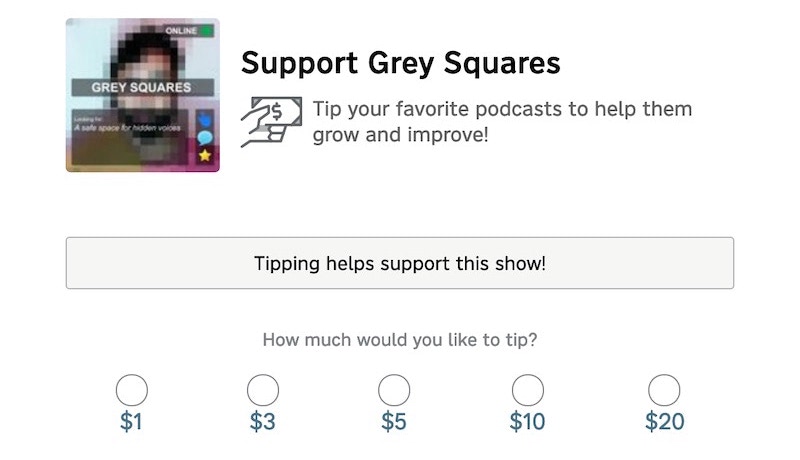 ONLINE
GREY SQUARES
Looking for:
A safe space for hidden voices
Support Grey Squares
$
Tip your favorite podcasts to help them
grow and improve!
Tipping helps support this show!
How much would you like to tip?
$1 $3 $5 $10 $20